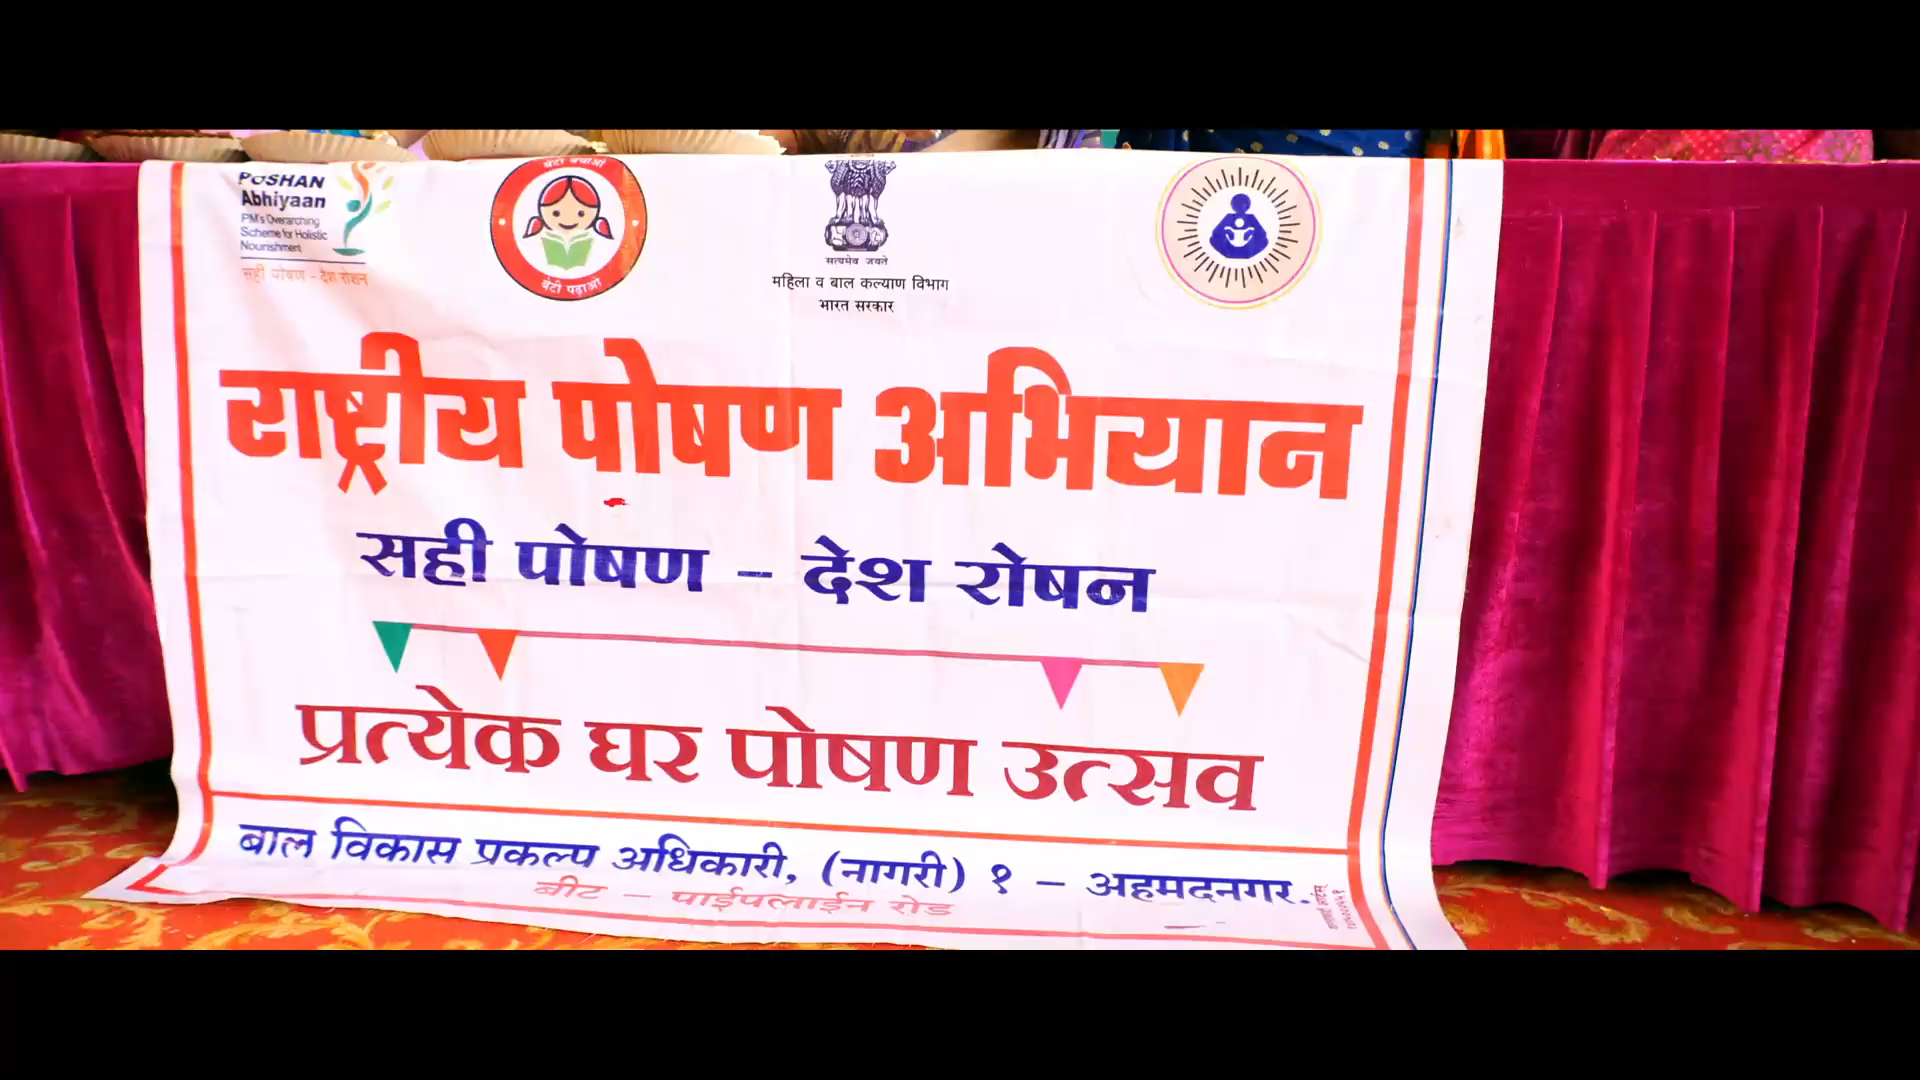 POSHAN
Abhiyaan
PM's Overarching
Scheme for Holistic
Nourishment
सही पोषण - देश रोशन
बेटी बचाओ
बेटी पढ़ाओ
सत्यमेव जयते
महिला व बाल कल्याण विभाग
भारत सरकार
राष्ट्रीय पोषण अभियान
सही पोषण - देश रोषन
प्रत्येक घर पोषण उत्सव
बाल विकास प्रकल्प अधिकारी, (नागरी) १ - अहमदनगर.
बीट - पाईपलाईन रोड